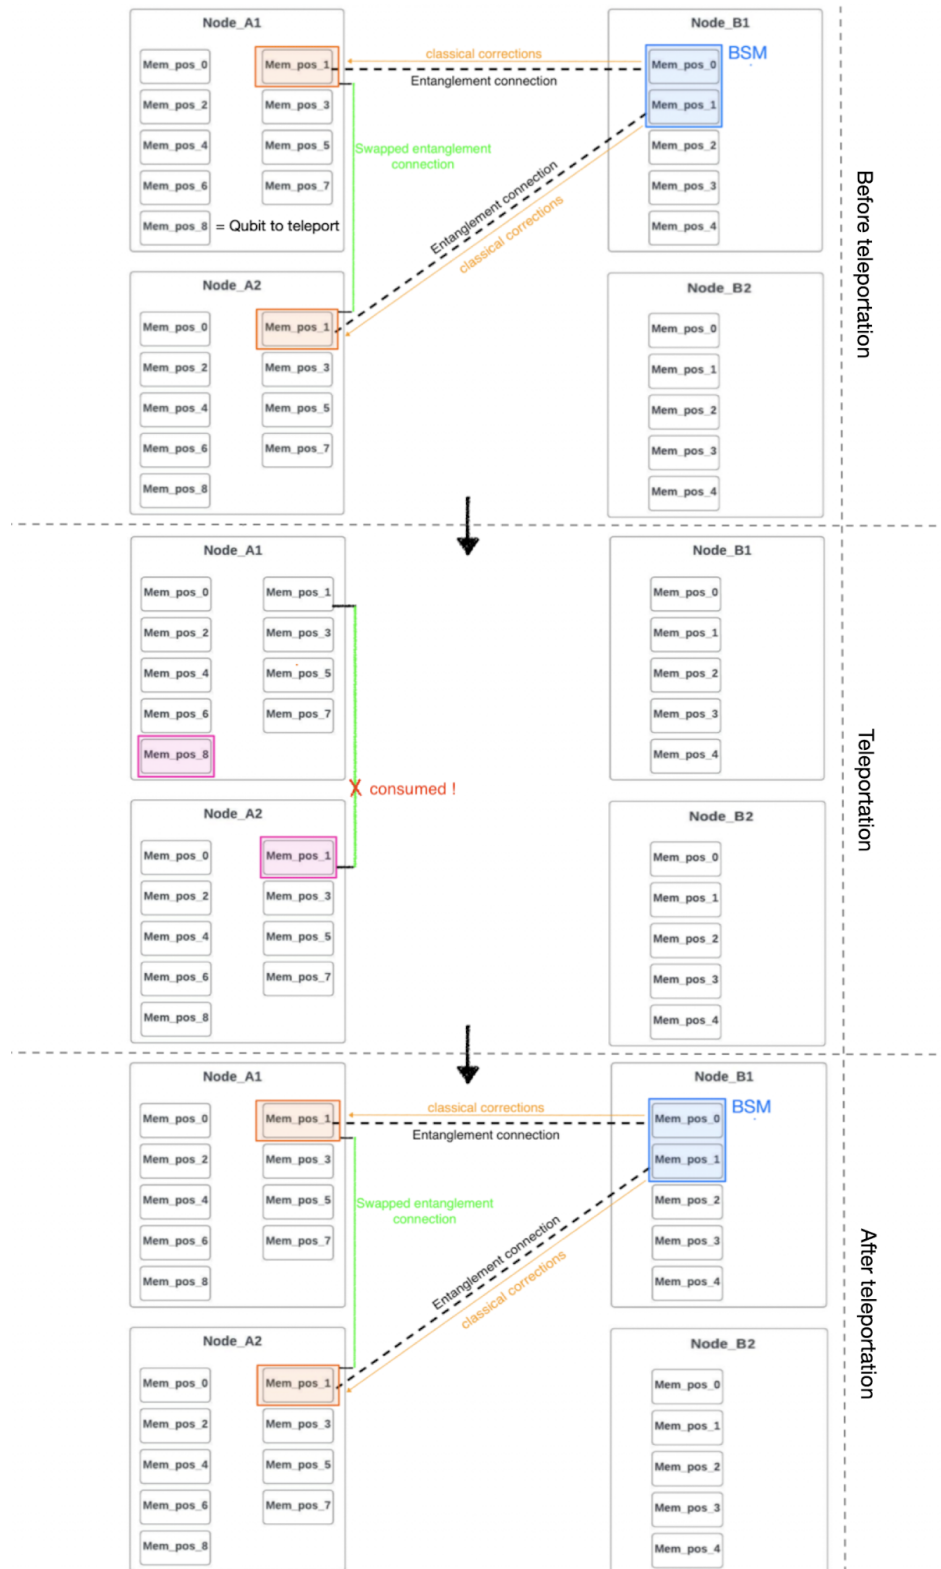 Node_A1
Node_B1
BSM
Mem_pos_0
Mem_pos_1
classical corrections
Entanglement connection
Mem_pos_0
Mem_pos_2
Mem_pos_3
Mem_pos_1
Mem_pos_4
Mem_pos_5
Swapped entanglement
connection
Mem_pos_2
Mem_pos_6
Mem_pos_7
Entanglement connection
classical corrections
Mem_pos_3
Mem_pos_8
= Qubit to teleport
Mem_pos_4
Before teleportation
Node_A2
Node_B2
Mem_pos_0
Mem_pos_1
Mem_pos_0
Mem_pos_2
Mem_pos_3
Mem_pos_1
Mem_pos_4
Mem_pos_5
Mem_pos_2
Mem_pos_6
Mem_pos_7
Mem_pos_3
Mem_pos_8
Mem_pos_4
Node_A1
Node_B1
Mem_pos_0
Mem_pos_1
Mem_pos_0
Mem_pos_2
Mem_pos_3
Mem_pos_1
Mem_pos_4
Mem_pos_5
Mem_pos_2
Mem_pos_6
Mem_pos_7
Mem_pos_3
Mem_pos_8
Mem_pos_4
X consumed !
Teleportation
Node_A2
Node_B2
Mem_pos_0
Mem_pos_1
Mem_pos_0
Mem_pos_2
Mem_pos_3
Mem_pos_1
Mem_pos_4
Mem_pos_5
Mem_pos_2
Mem_pos_6
Mem_pos_7
Mem_pos_3
Mem_pos_8
Mem_pos_4
Node_A1
Node_B1
BSM
Mem_pos_0
Mem_pos_1
classical corrections
Entanglement connection
Mem_pos_0
Mem_pos_2
Mem_pos_3
Mem_pos_1
Mem_pos_4
Mem_pos_5
Swapped entanglement
connection
Mem_pos_2
Mem_pos_6
Mem_pos_7
Entanglement connection
classical corrections
Mem_pos_3
Mem_pos_8
Mem_pos_4
After teleportation
Node_A2
Node_B2
Mem_pos_0
Mem_pos_1
Mem_pos_0
Mem_pos_2
Mem_pos_3
Mem_pos_1
Mem_pos_4
Mem_pos_5
Mem_pos_2
Mem_pos_6
Mem_pos_7
Mem_pos_3
Mem_pos_8
Mem_pos_4